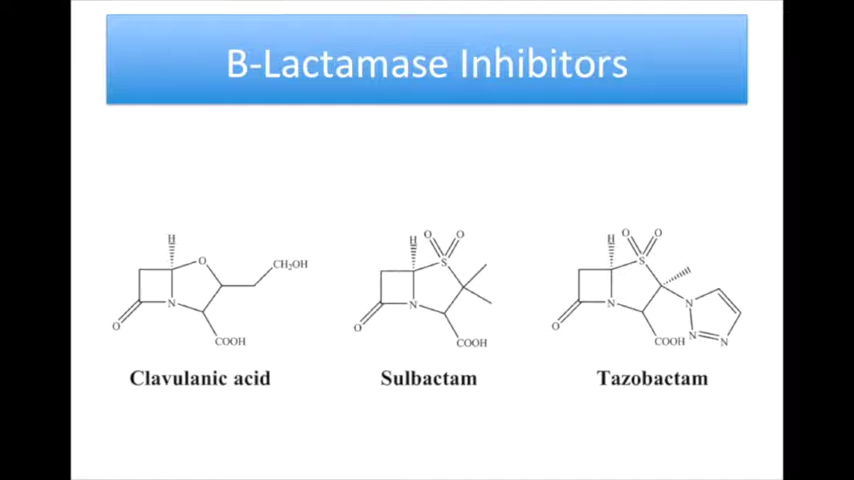 B-Lactamase Inhibitors
H
O
CH₂OH
N
O
COOH
Clavulanic acid
O O
H
S
N
O
COOH
Sulbactam
O O
H
S
N
N
O
COOH
N N
Tazobactam